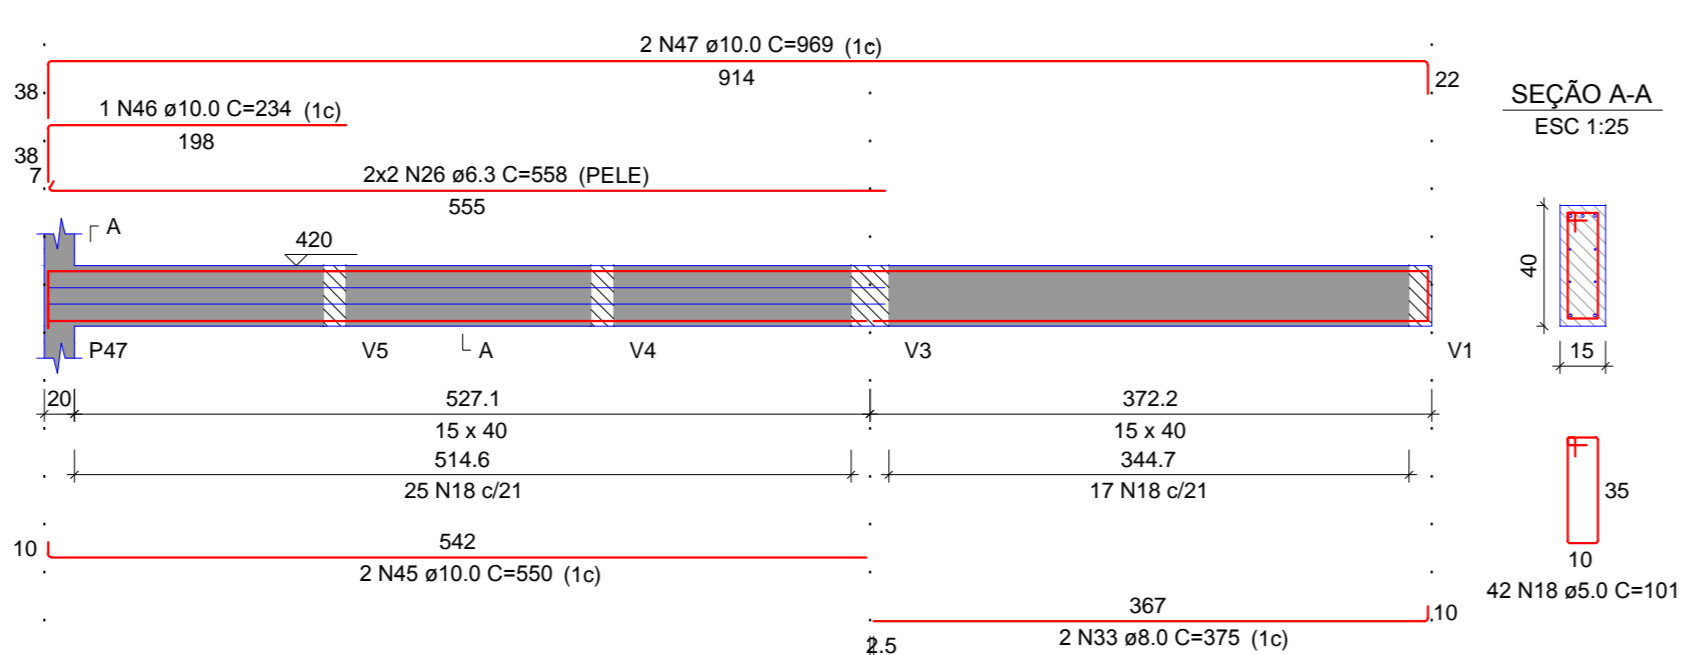 2 N47 ø10.0 C=969 (1c)
914
38
22
1 N46 ø10.0 C=234 (1c)
198
38
7
2x2 N26 ø6.3 C=558 (PELE)
555
A
420
P47
V5
A
V4
V3
V1
20
527.1
372.2
15 x 40
15 x 40
514.6
344.7
25 N18 c/21
17 N18 c/21
10
542
2 N45 ø10.0 C=550 (1c)
367
10
2 N33 ø8.0 C=375 (1c)
2.5
SEÇÃO A-A
ESC 1:25
40
15
35
10
42 N18 ø5.0 C=101